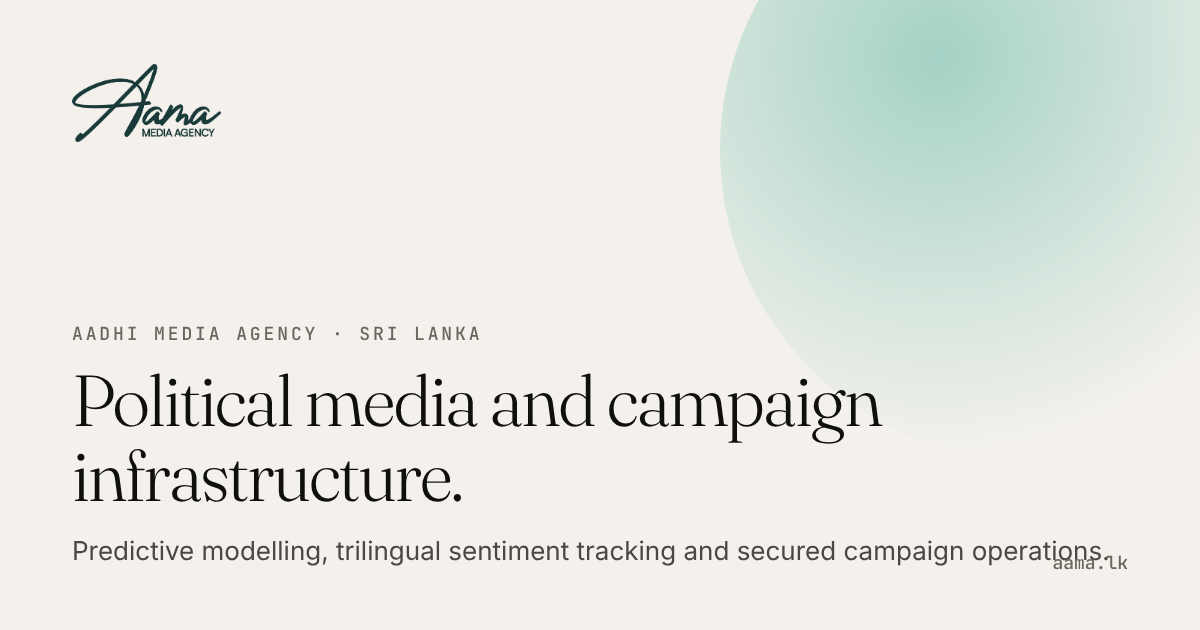 Aama
MEDIA AGENCY
AADHI MEDIA AGENCY · SRI LANKA
Political media and campaign
infrastructure.
Predictive modelling, trilingual sentiment tracking and secured campaign operations.
aama.lk